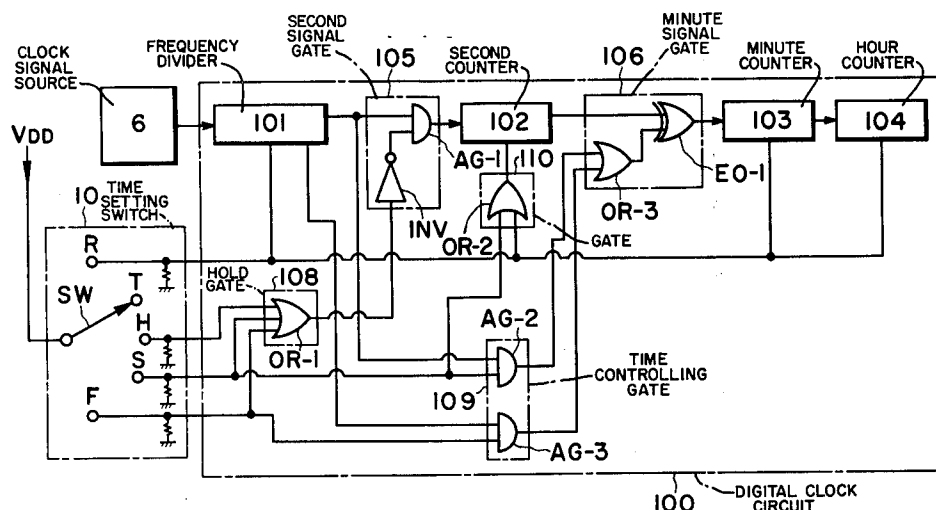 SECOND
SIGNAL
GATE
105
MINUTE
SIGNAL
GATE
106
CLOCK
SIGNAL
SOURCE
FREQUENCY
DIVIDER
SECOND
COUNTER
MINUTE
COUNTER
HOUR
COUNTER
6
101
102
103
104
VDD
AG-1
110
EO-1
INV
OR-3
OR-2
GATE
10
TIME
SETTING
SWITCH
R
HOLD
GATE
108
T
SW
H
OR-1
AG-2
S
TIME
CONTROLLING
GATE
109
F
AG-3
100
DIGITAL CLOCK
CIRCUIT